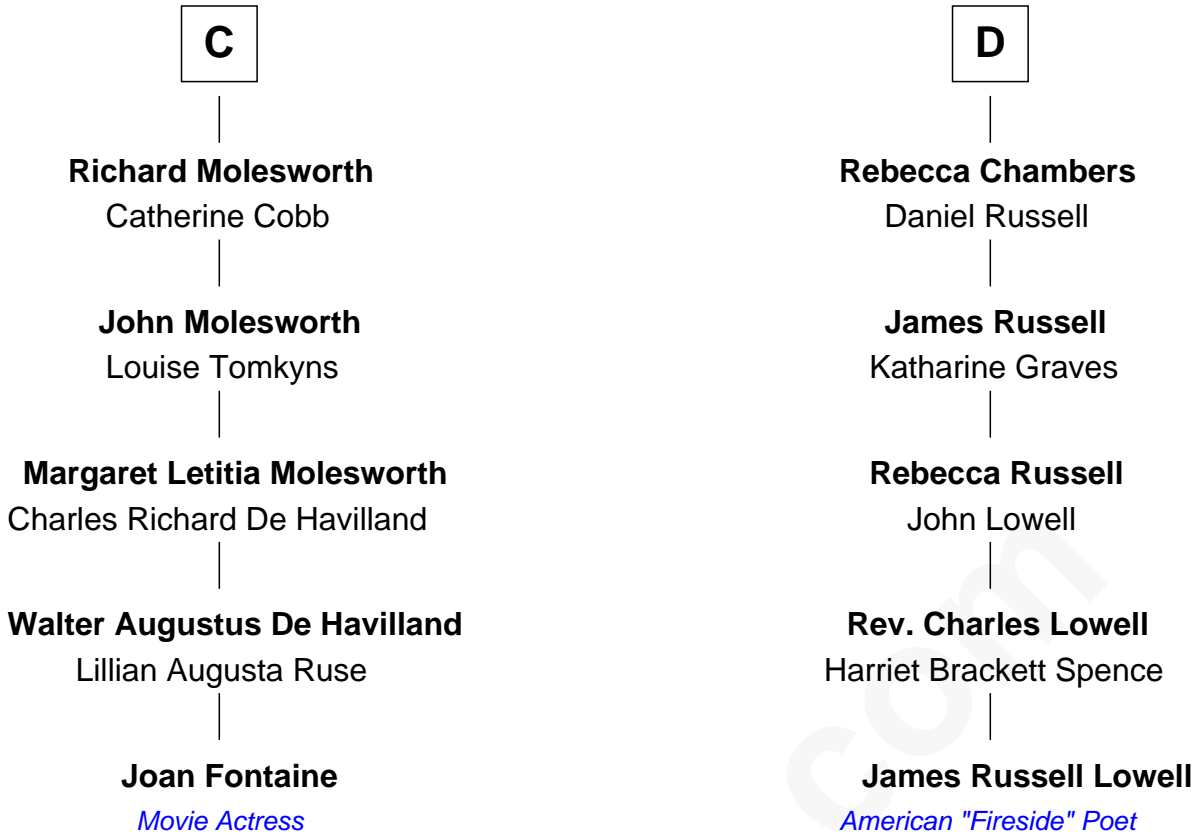 C
Richard Molesworth
Catherine Cobb
John Molesworth
Louise Tomkyns
Margaret Letitia Molesworth
Charles Richard De Havilland
Walter Augustus De Havilland
Lillian Augusta Ruse
Joan Fontaine
Movie Actress
D
Rebecca Chambers
Daniel Russell
James Russell
Katharine Graves
Rebecca Russell
John Lowell
Rev. Charles Lowell
Harriet Brackett Spence
James Russell Lowell
American "Fireside" Poet
com